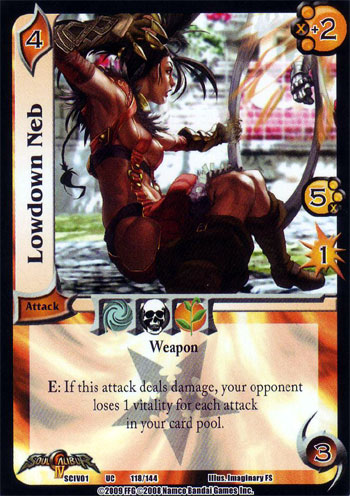 4
+2
x
Lowdown Neb
5
x
1
Attack
Weapon
E: If this attack deals damage, your opponent
loses 1 vitality for each attack
in your card pool.
3
SOULCALIBUR
IV
SCIV01 UC 118/144 Illus. Imaginary FS
©2009 FFG ©2008 Namco Bandai Games Inc.